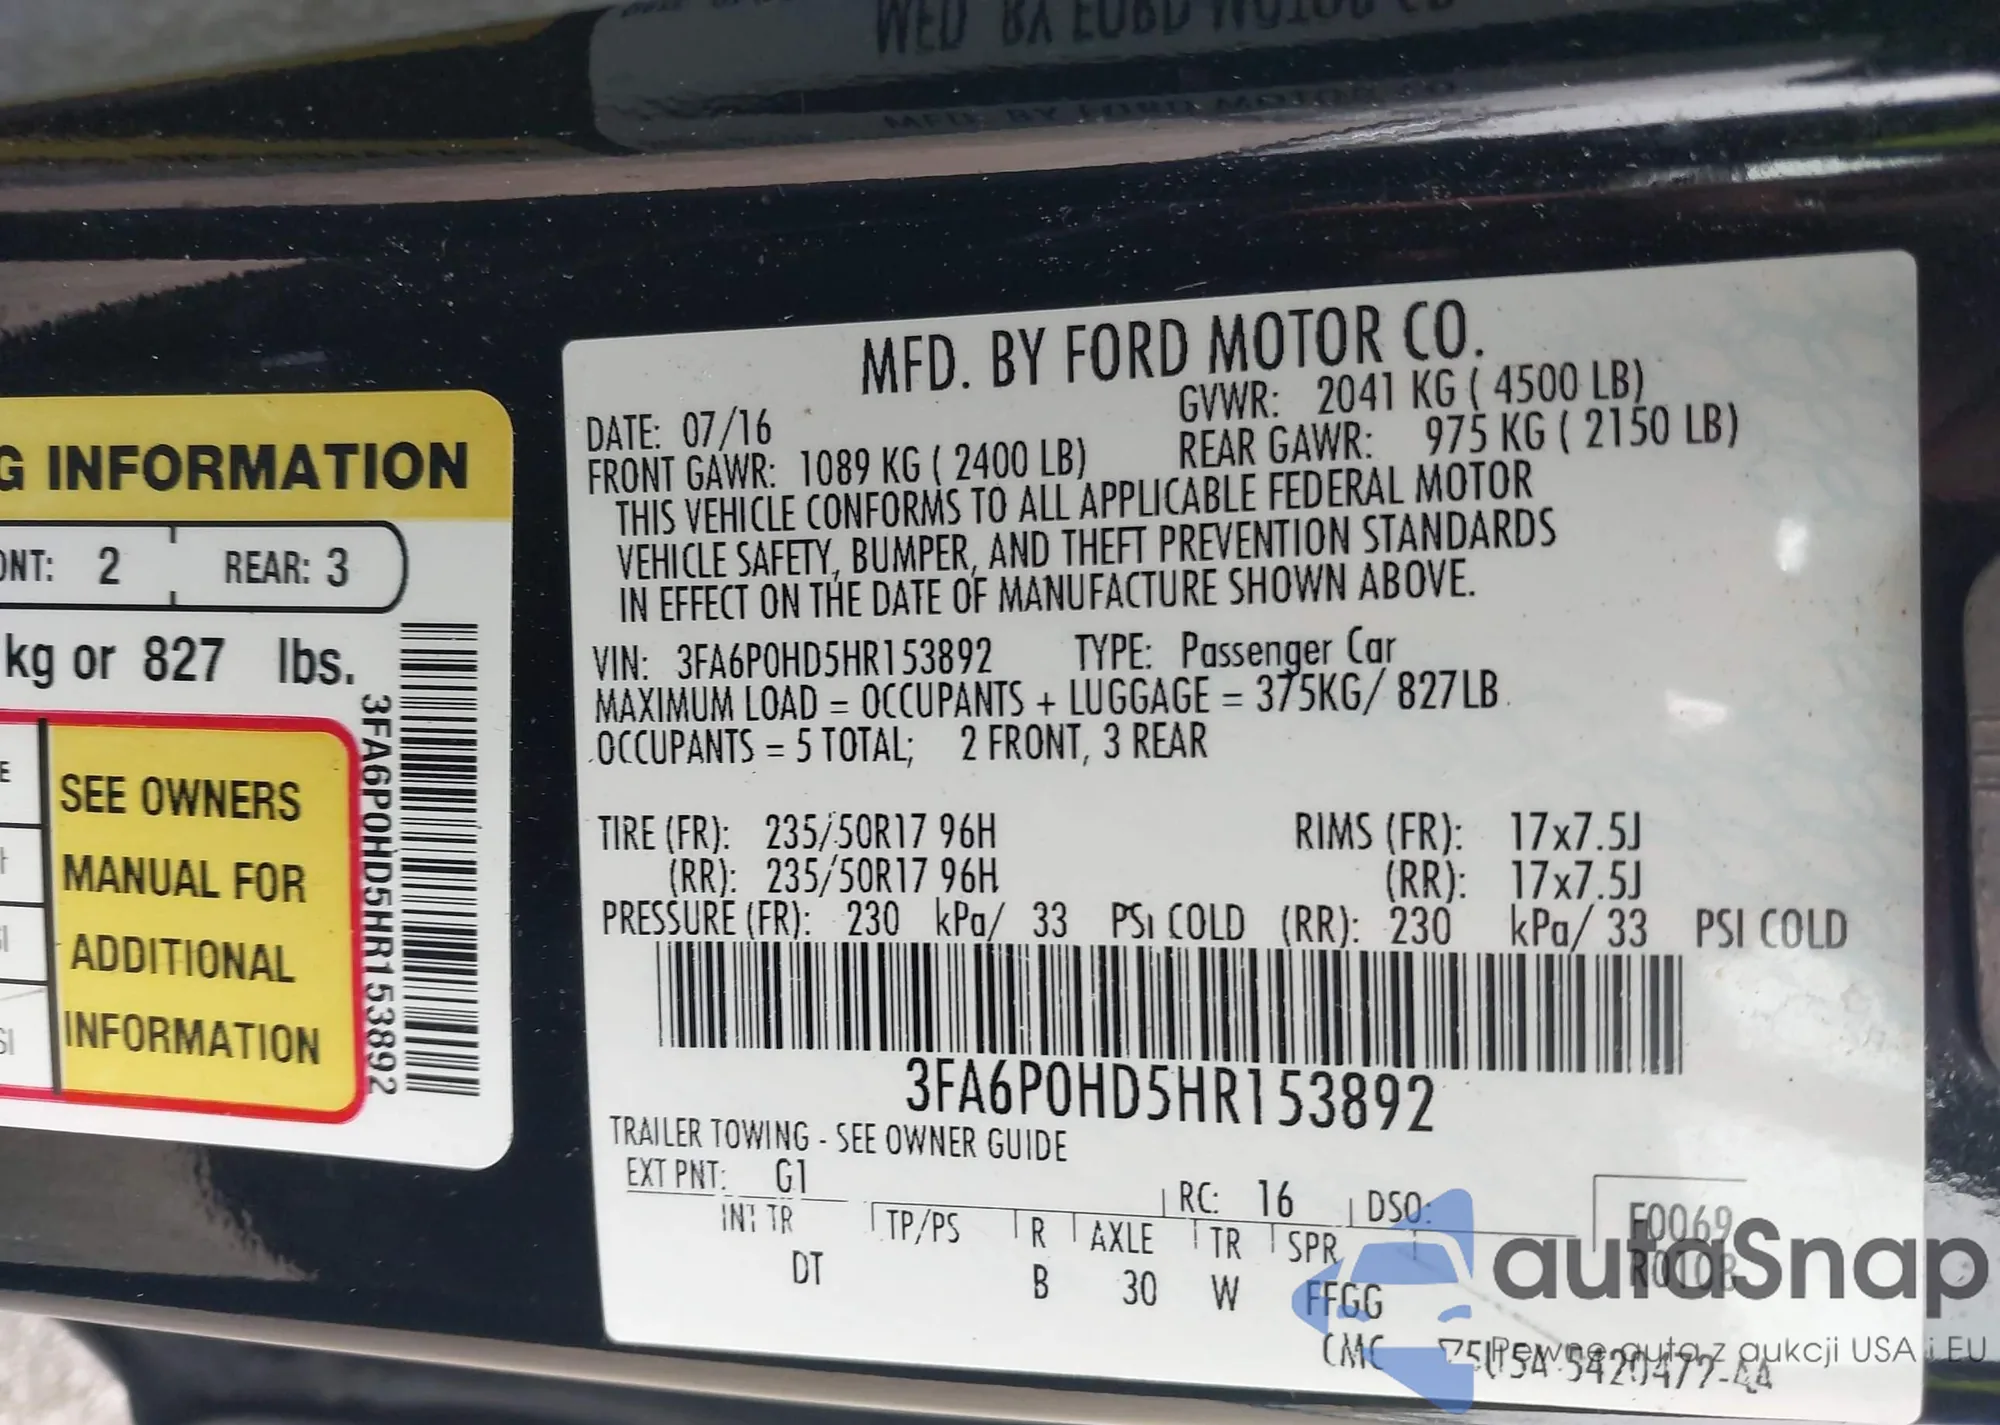 MFD. BY FORD MOTOR CO.
DATE: 07/16 GVWR: 2041 KG ( 4500 LB)
FRONT GAWR: 1089 KG ( 2400 LB) REAR GAWR: 975 KG ( 2150 LB)
THIS VEHICLE CONFORMS TO ALL APPLICABLE FEDERAL MOTOR
VEHICLE SAFETY, BUMPER, AND THEFT PREVENTION STANDARDS
IN EFFECT ON THE DATE OF MANUFACTURE SHOWN ABOVE.
VIN: 3FA6P0HD5HR153892 TYPE: Passenger Car
MAXIMUM LOAD = OCCUPANTS + LUGGAGE = 375KG/ 827LB
OCCUPANTS = 5 TOTAL; 2 FRONT, 3 REAR
TIRE (FR): 235/50R17 96H RIMS (FR): 17x7.5J
(RR): 235/50R17 96H (RR): 17x7.5J
PRESSURE (FR): 230 kPa/ 33 PSI COLD (RR): 230 kPa/ 33 PSI COLD
3FA6P0HD5HR153892
TRAILER TOWING - SEE OWNER GUIDE
EXT PNT: G1 RC: 16 DSO:
INT TR TP/PS R AXLE TR SPR
DT B 30 W FFGG
F0069
CMC
G INFORMATION
ONT: 2 REAR: 3
kg or 827 lbs.
SEE OWNERS
MANUAL FOR
ADDITIONAL
INFORMATION
3FA6P0HD5HR153892
autaSnap
Pewne auta z aukcji USA i EU